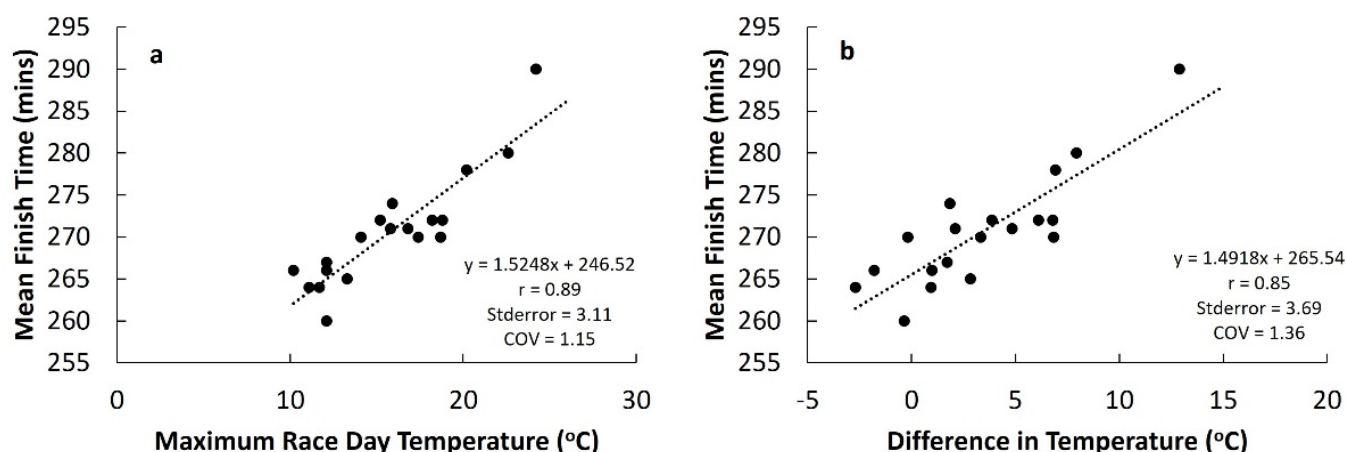 a
Mean Finish Time (mins)
295
290
285
280
275
270
265
260
255
0
10
20
30
Maximum Race Day Temperature (ºC)
y = 1.5248x + 246.52
r = 0.89
Stderror = 3.11
COV = 1.15
b
Mean Finish Time (mins)
295
290
285
280
275
270
265
260
255
-5
0
5
10
15
20
Difference in Temperature (ºC)
y = 1.4918x + 265.54
r = 0.85
Stderror = 3.69
COV = 1.36